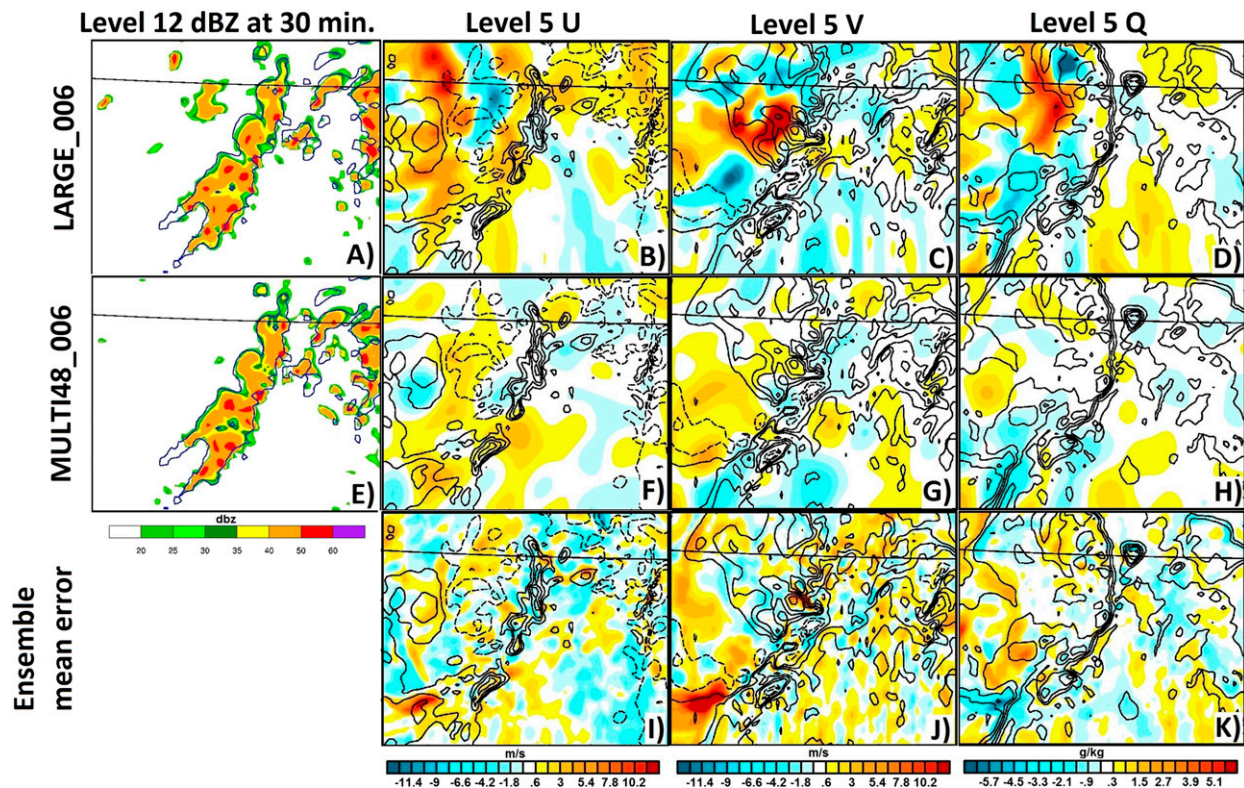 Level 12 dBZ at 30 min.
Level 5 U
Level 5 V
Level 5 Q
LARGE_006
A)
B)
C)
D)
MULTI48_006
E)
F)
G)
H)
dbz
20 25 30 35 40 50 60
Ensemble
mean error
I)
J)
K)
m/s
-11.4 -9 -6.6 -4.2 -1.8 .6 3 5.4 7.8 10.2
m/s
-11.4 -9 -6.6 -4.2 -1.8 .6 3 5.4 7.8 10.2
g/kg
-5.7 -4.5 -3.3 -2.1 -.9 .3 1.5 2.7 3.9 5.1